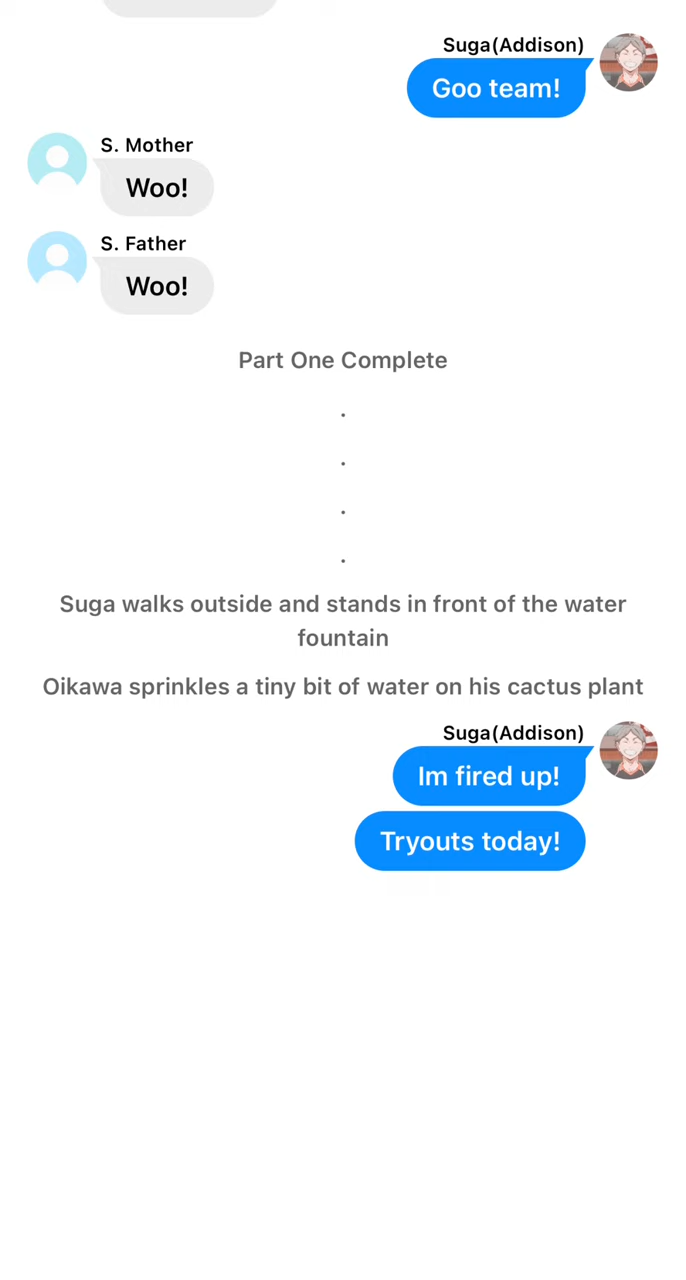 Suga(Addison)
Goo team!
S. Mother
Woo!
S. Father
Woo!
Part One Complete
.
.
.
.
Suga walks outside and stands in front of the water
fountain
Oikawa sprinkles a tiny bit of water on his cactus plant
Suga(Addison)
Im fired up!
Tryouts today!